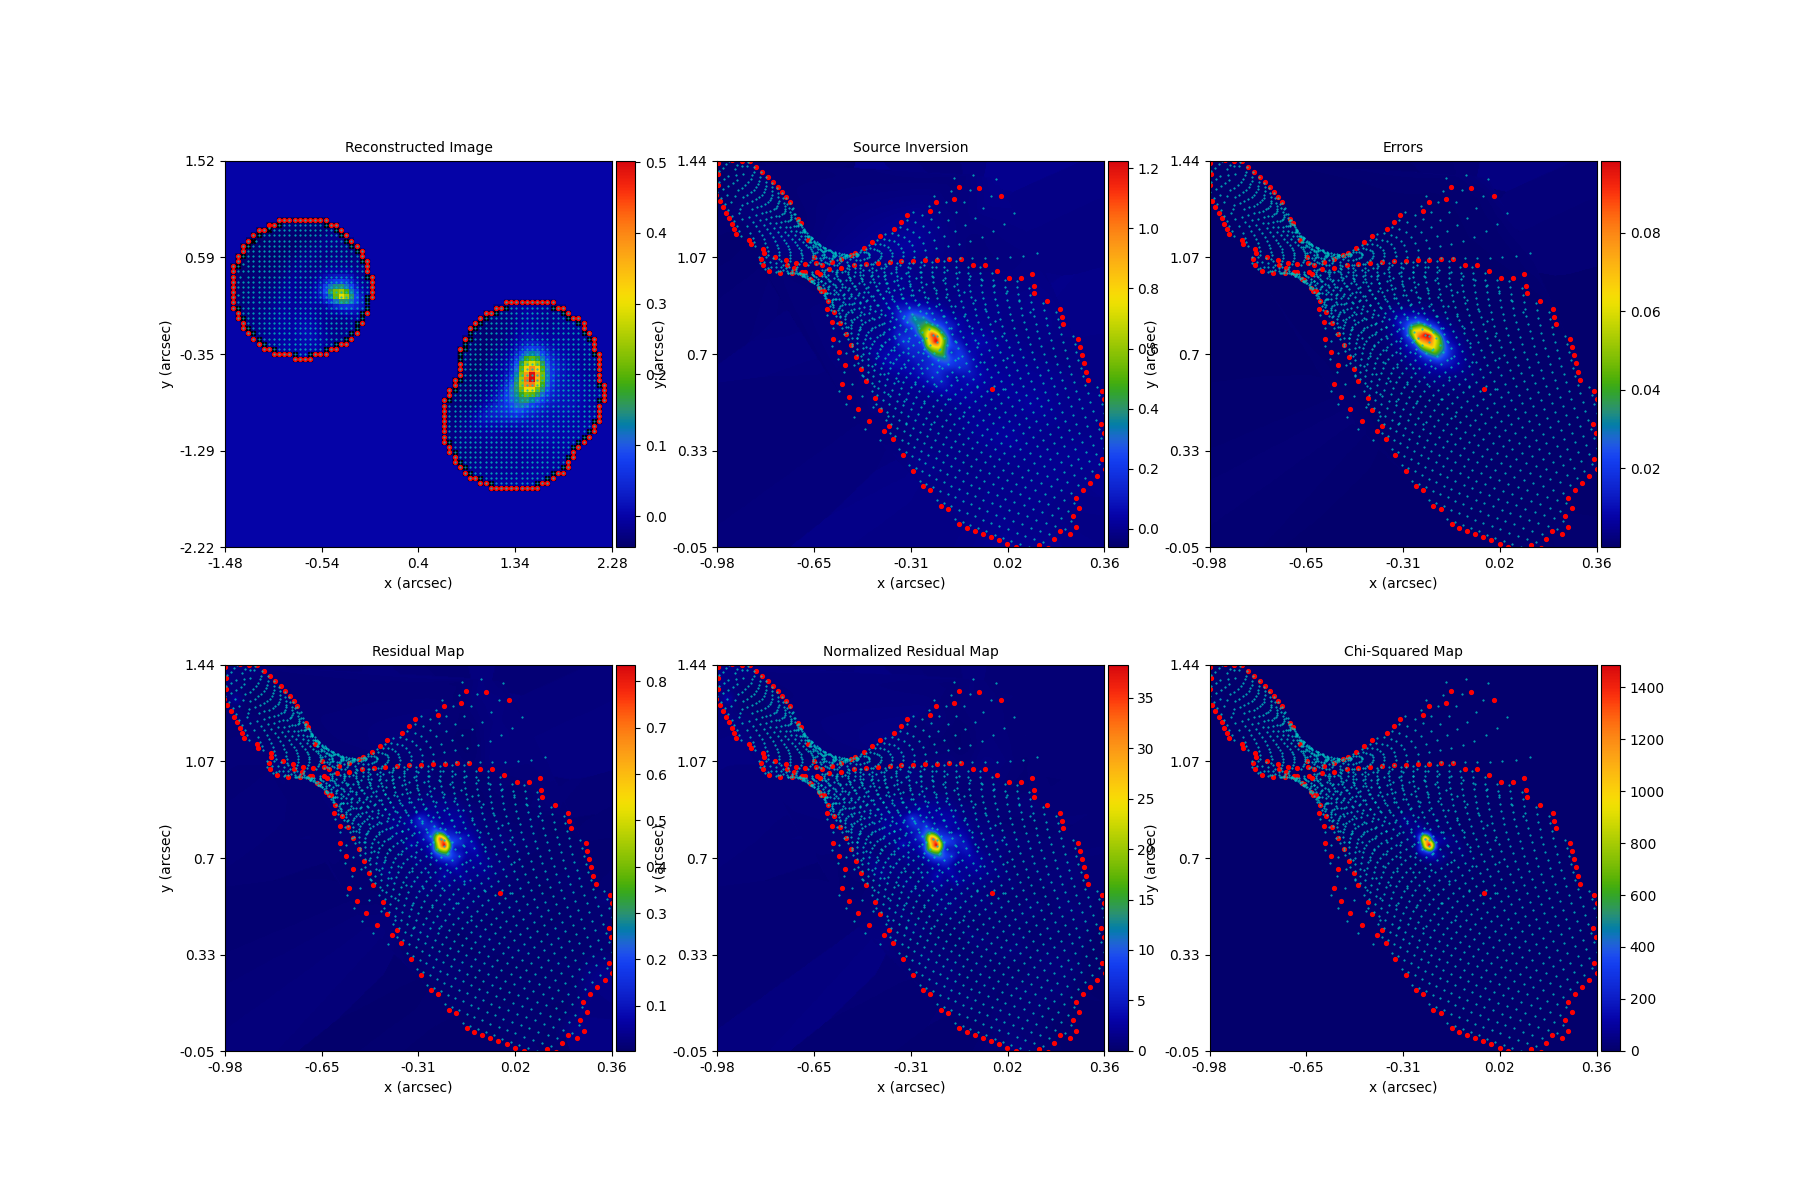 Reconstructed Image
1.52
0.59
-0.35
-1.29
-2.22
y (arcsec)
-1.48 -0.54 0.4 1.34 2.28
x (arcsec)
0.5
0.4
0.3
0.2
0.1
0.0
Source Inversion
1.44
1.07
0.7
0.33
-0.05
y (arcsec)
-0.98 -0.65 -0.31 0.02 0.36
x (arcsec)
1.2
1.0
0.8
0.6
0.4
0.2
0.0
Errors
1.44
1.07
0.7
0.33
-0.05
y (arcsec)
-0.98 -0.65 -0.31 0.02 0.36
x (arcsec)
0.08
0.06
0.04
0.02
Residual Map
1.44
1.07
0.7
0.33
-0.05
y (arcsec)
-0.98 -0.65 -0.31 0.02 0.36
x (arcsec)
0.8
0.7
0.6
0.5
0.4
0.3
0.2
0.1
Normalized Residual Map
1.44
1.07
0.7
0.33
-0.05
y (arcsec)
-0.98 -0.65 -0.31 0.02 0.36
x (arcsec)
35
30
25
20
15
10
5
0
Chi-Squared Map
1.44
1.07
0.7
0.33
-0.05
y (arcsec)
-0.98 -0.65 -0.31 0.02 0.36
x (arcsec)
1400
1200
1000
800
600
400
200
0